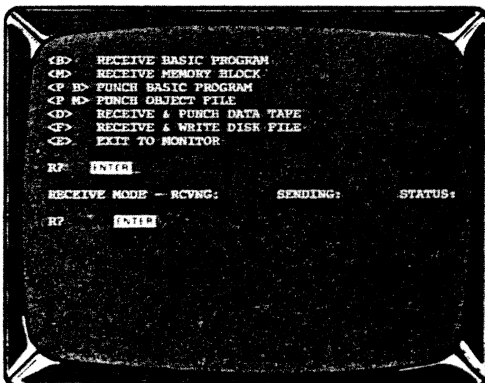 <B> RECEIVE BASIC PROGRAM
<M> RECEIVE MEMORY BLOCK
<P B> PUNCH BASIC PROGRAM
<P M> PUNCH OBJECT FILE
<D> RECEIVE & PUNCH DATA TAPE
<F> RECEIVE & WRITE DISK FILE
<E> EXIT TO MONITOR
R? ENTER
RECEIVE MODE - RCVNG: SENDING: STATUS:
R? ENTER